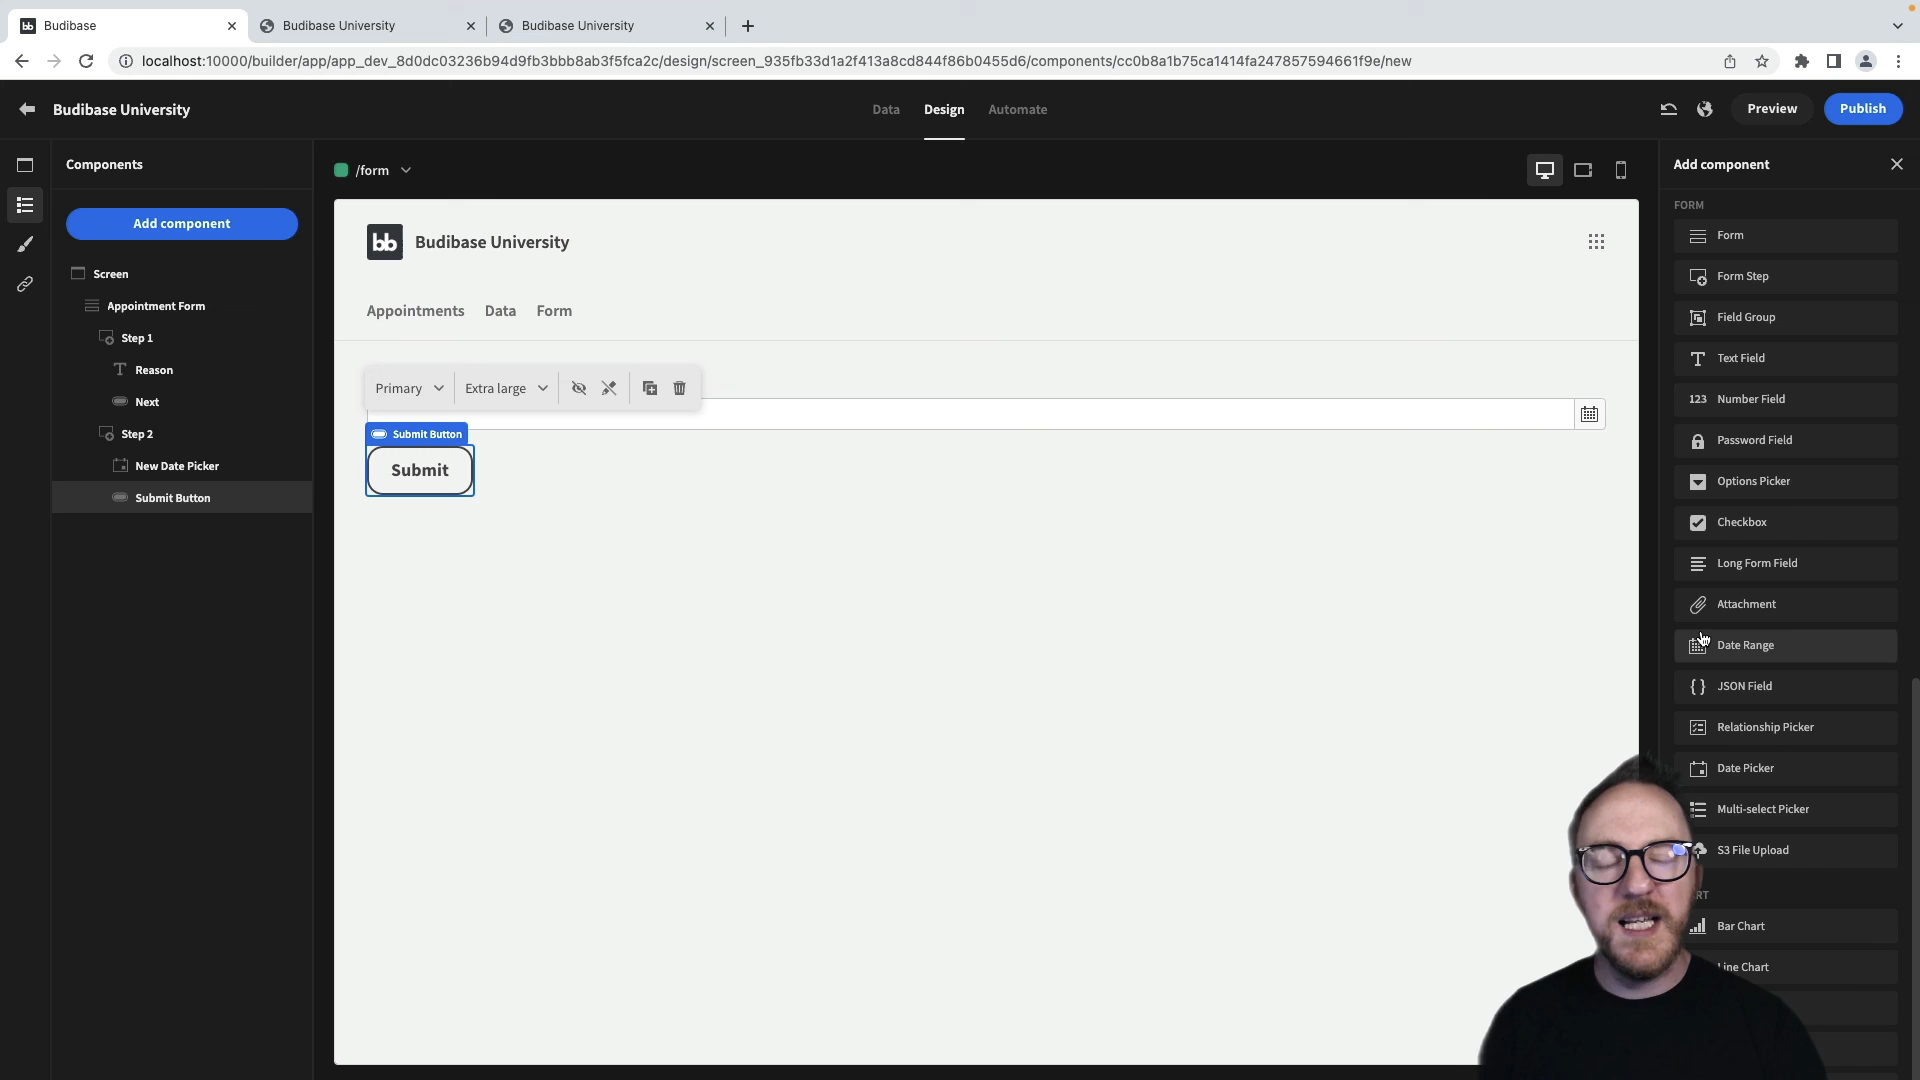 Budibase
Budibase University
Budibase University
localhost:10000/builder/app/app_dev_8d0dc03236b94d9fb3bbb8ab3f5fca2c/design/screen_935fb33d1a2f413a8cd844f86b0455d6/components/cc0b8a1b75ca1414fa247857594661f9e/new
Budibase University
Data
Design
Automate
Preview
Publish
Components
Add component
Screen
Appointment Form
Step 1
Reason
Next
Step 2
New Date Picker
Submit Button
/form
bb Budibase University
Appointments
Data
Form
Primary
Extra large
Submit Button
Submit
Add component
FORM
Form
Form Step
Field Group
Text Field
123 Number Field
Password Field
Options Picker
Checkbox
Long Form Field
Attachment
Date Range
JSON Field
Relationship Picker
Date Picker
Multi-select Picker
S3 File Upload
Bar Chart
Line Chart